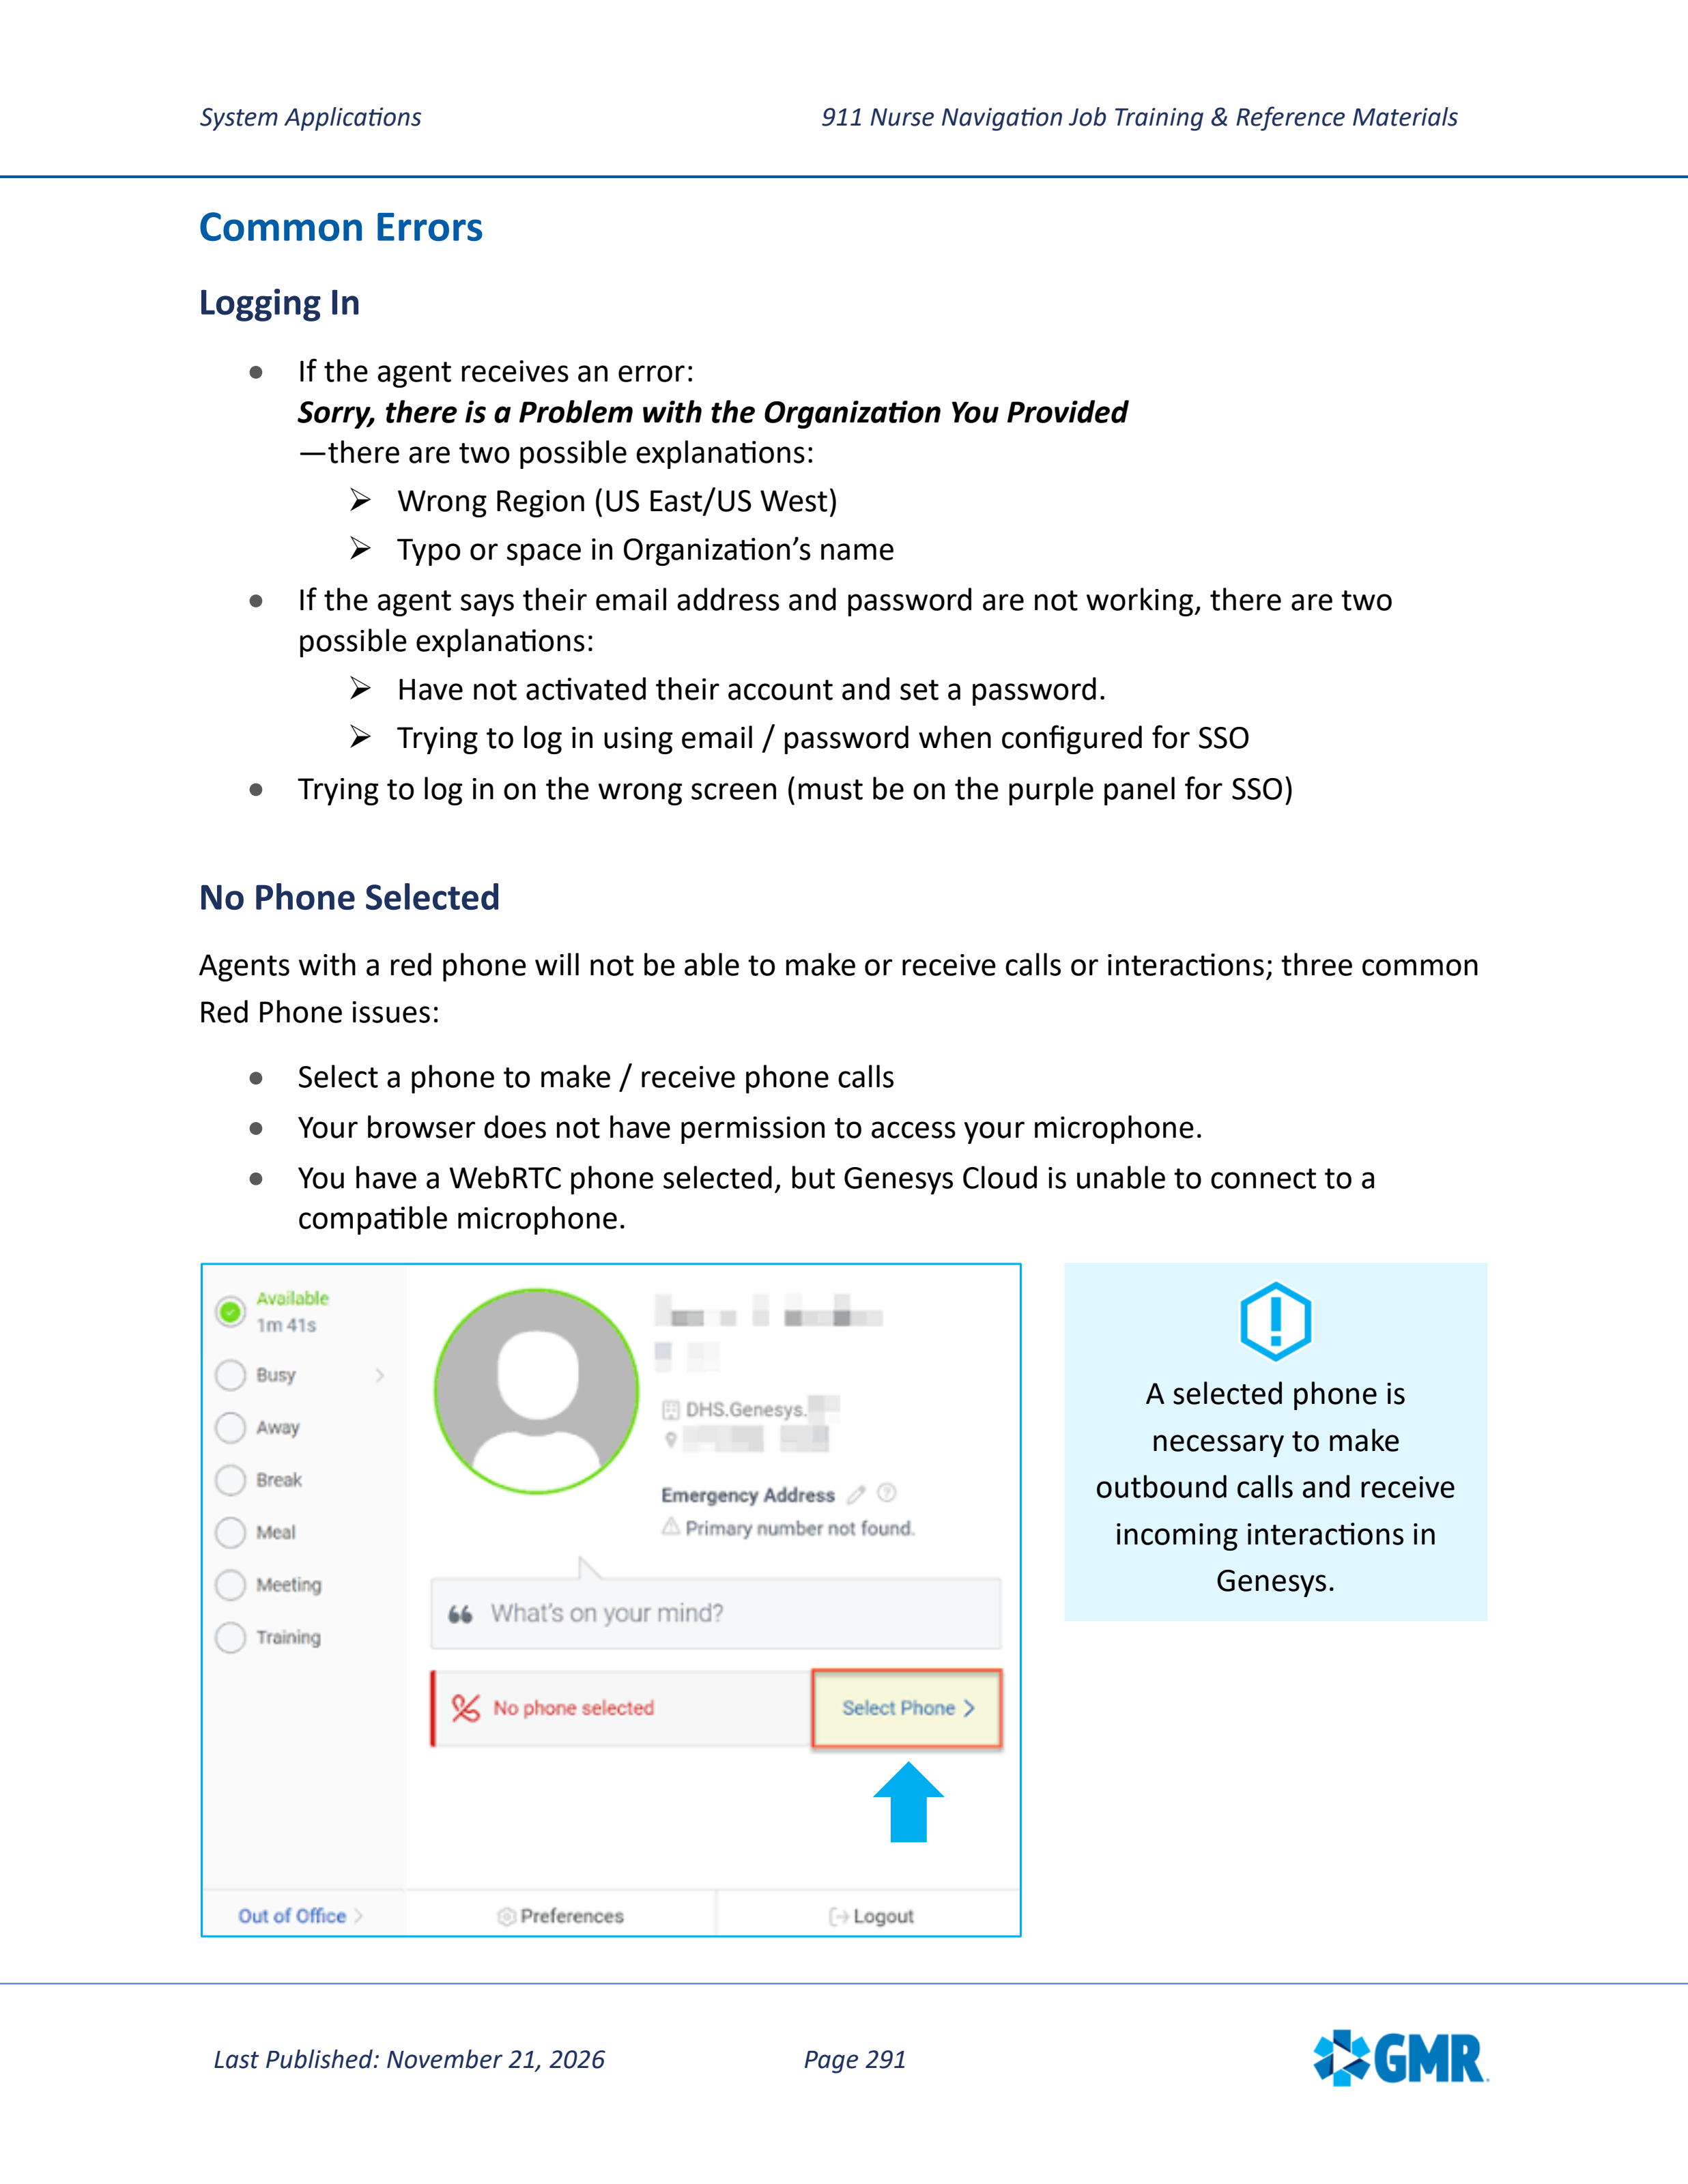 System Applications
911 Nurse Navigation Job Training & Reference Materials
Common Errors
Logging In
● If the agent receives an error:
Sorry, there is a Problem with the Organization You Provided
—there are two possible explanations:
➢ Wrong Region (US East/US West)
➢ Typo or space in Organization’s name
● If the agent says their email address and password are not working, there are two
possible explanations:
➢ Have not activated their account and set a password.
➢ Trying to log in using email / password when configured for SSO
● Trying to log in on the wrong screen (must be on the purple panel for SSO)
No Phone Selected
Agents with a red phone will not be able to make or receive calls or interactions; three common
Red Phone issues:
● Select a phone to make / receive phone calls
● Your browser does not have permission to access your microphone.
● You have a WebRTC phone selected, but Genesys Cloud is unable to connect to a
compatible microphone.
Available
1m 41s
Busy
Away
Break
Meal
Meeting
Training
DHS.Genesys.
Emergency Address
Primary number not found.
What’s on your mind?
No phone selected
Select Phone
Out of Office
Preferences
Logout
A selected phone is
necessary to make
outbound calls and receive
incoming interactions in
Genesys.
Last Published: November 21, 2026
Page 291
GMR